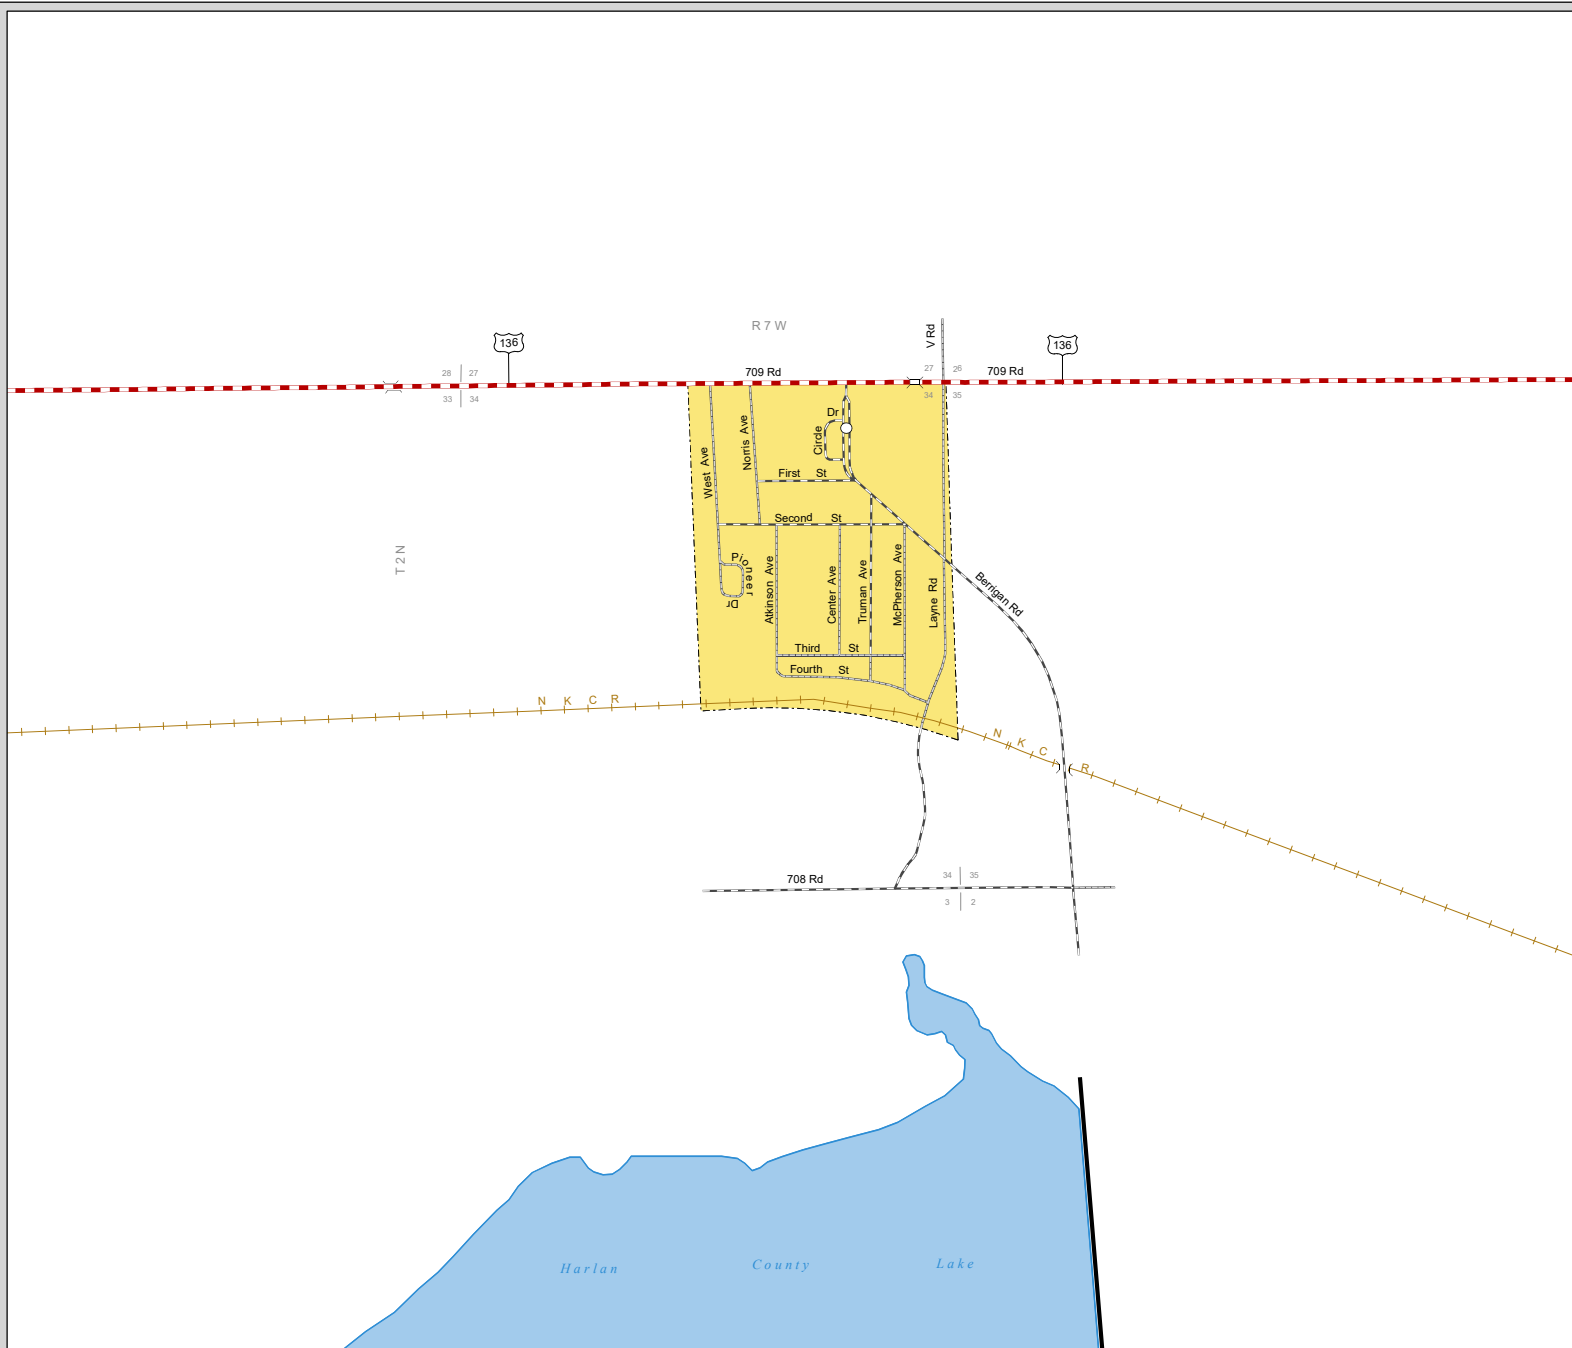 R 7 W
V Rd
136
136
28 27
709 Rd
27 26
709 Rd
33 34
34 35
Dr
Circle
Norris Ave
West Ave
First St
Second St
T 2 N
Pioneer
Dr
Atkinson Ave
Center Ave
Truman Ave
McPherson Ave
Layne Rd
Berrigan Rd
Third St
Fourth St
N K C R
N K C R
708 Rd
34 35
3 2
Harlan County Lake